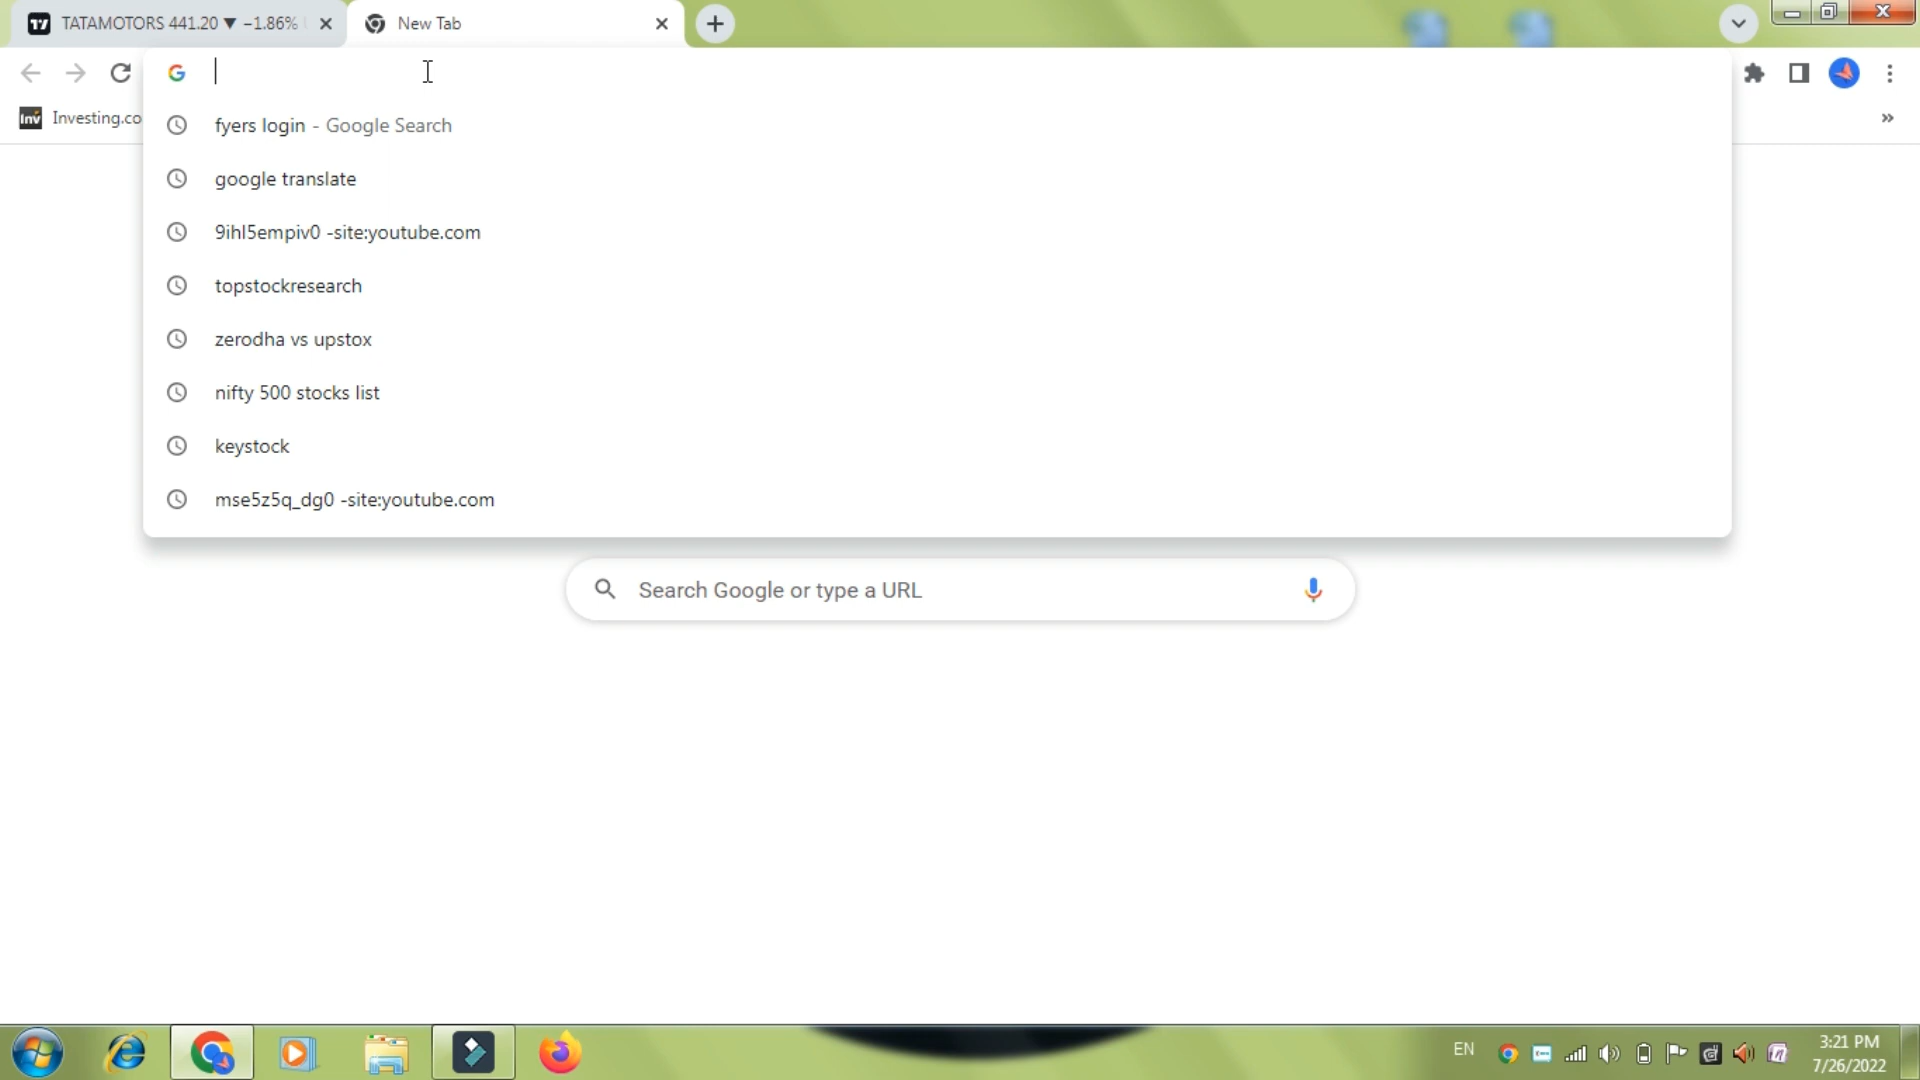 TATAMOTORS 441.20 ▼ −1.86%
New Tab
Investing.co
fyers login - Google Search
google translate
9ihl5empiv0 -site:youtube.com
topstockresearch
zerodha vs upstox
nifty 500 stocks list
keystock
mse5z5q_dg0 -site:youtube.com
Search Google or type a URL
EN
3:21 PM
7/26/2022